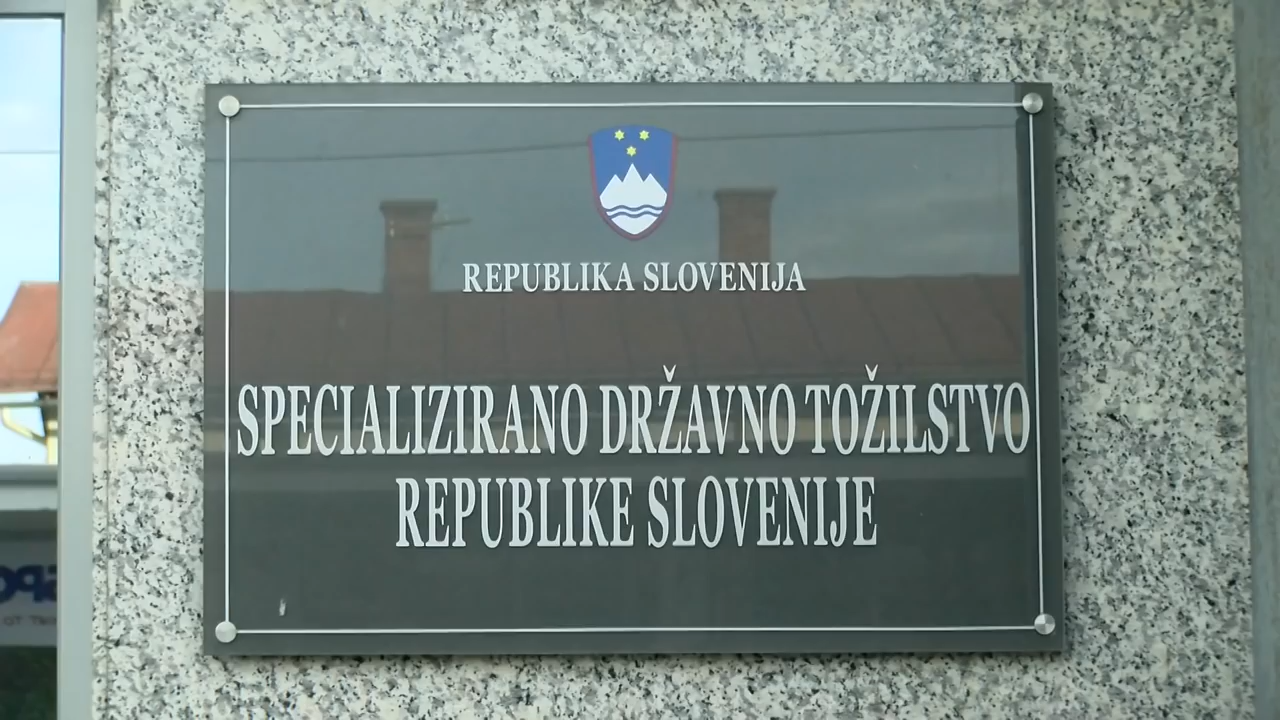 REPUBLIKA SLOVENIJA
SPECIALIZIRANO DRŽAVNO TOŽILSTVO
REPUBLIKE SLOVENIJE